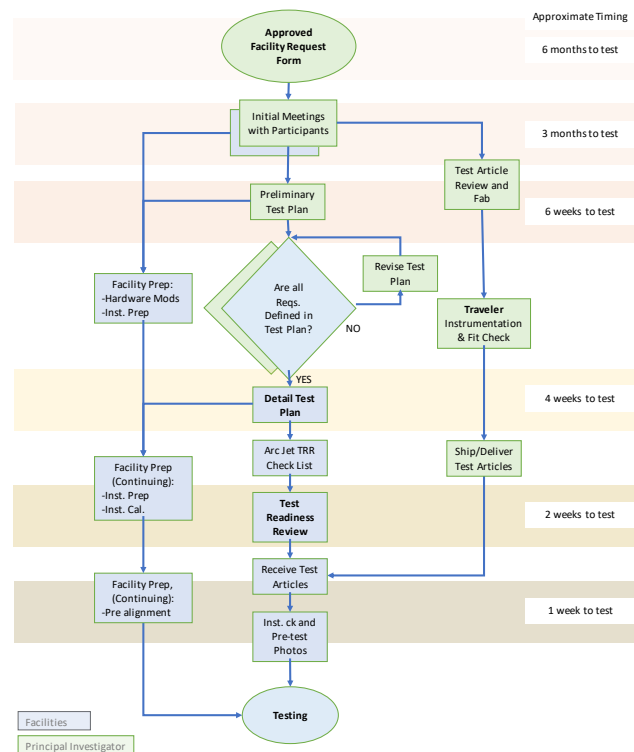 Approximate Timing
Approved
Facility Request
Form
6 months to test
Initial Meetings
with Participants
3 months to test
Test Article
Review and
Fab
Preliminary
Test Plan
6 weeks to test
Revise Test
Plan
Are all
Reqs.
Defined in
Test Plan?
NO
Facility Prep:
-Hardware Mods
-Inst. Prep
Traveler
Instrumentation
& Fit Check
YES
Detail Test
Plan
4 weeks to test
Arc Jet TRR
Check List
Ship/Deliver
Test Articles
Facility Prep
(Continuing):
-Inst. Prep
-Inst. Cal.
Test
Readiness
Review
2 weeks to test
Receive Test
Articles
Facility Prep,
(Continuing):
-Pre alignment
1 week to test
Inst. ck and
Pre-test
Photos
Testing
Facilities
Principal Investigator